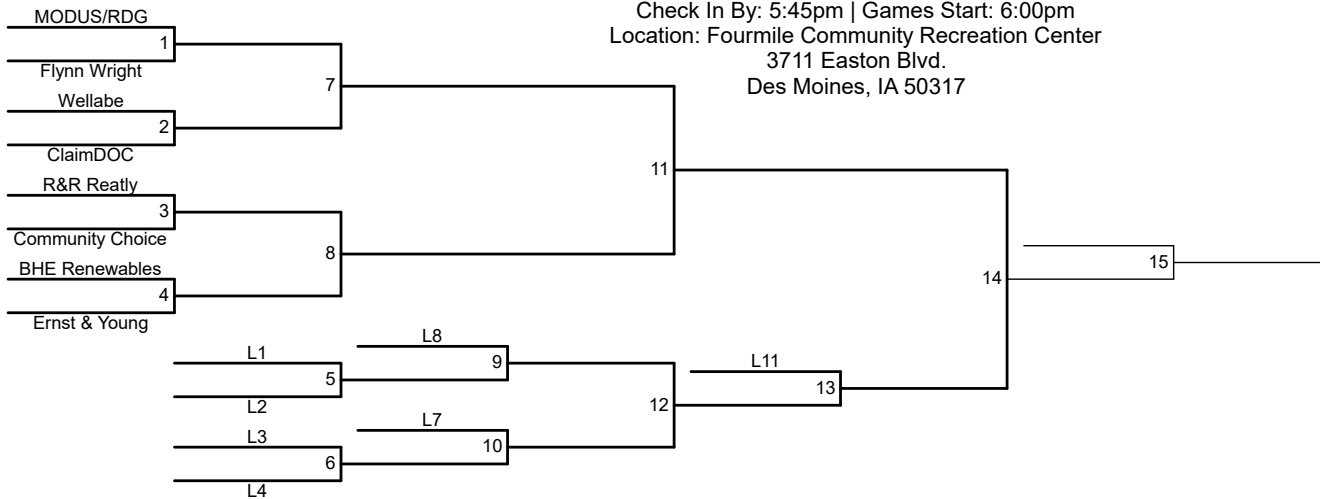 Check In By: 5:45pm | Games Start: 6:00pm
Location: Fourmile Community Recreation Center
3711 Easton Blvd.
Des Moines, IA 50317
MODUS/RDG
1
Flynn Wright
7
Wellabe
2
ClaimDOC
11
R&R Reatly
3
Community Choice
8
BHE Renewables
4
Ernst & Young
14
15
L1
5
L2
L8
9
L3
6
L4
L7
10
12
L11
13